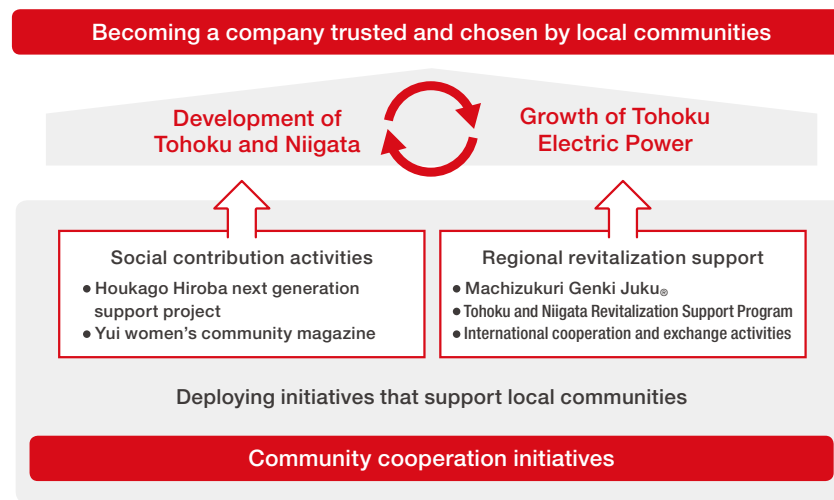 Becoming a company trusted and chosen by local communities
Development of
Tohoku and Niigata
Growth of Tohoku
Electric Power
Social contribution activities
● Houkago Hiroba next generation
support project
● Yui women's community magazine
Regional revitalization support
● Machizukuri Genki Juku®
● Tohoku and Niigata Revitalization Support Program
● International cooperation and exchange activities
Deploying initiatives that support local communities
Community cooperation initiatives